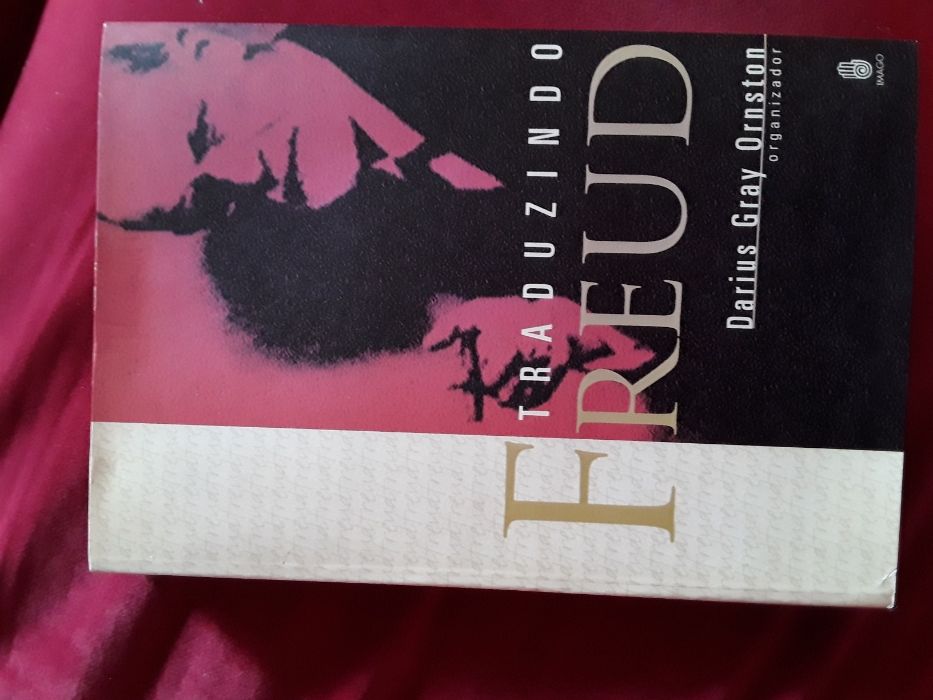 TRADUZINDO
FREUD
Darius Gray Ornston
organizador
IMAGO